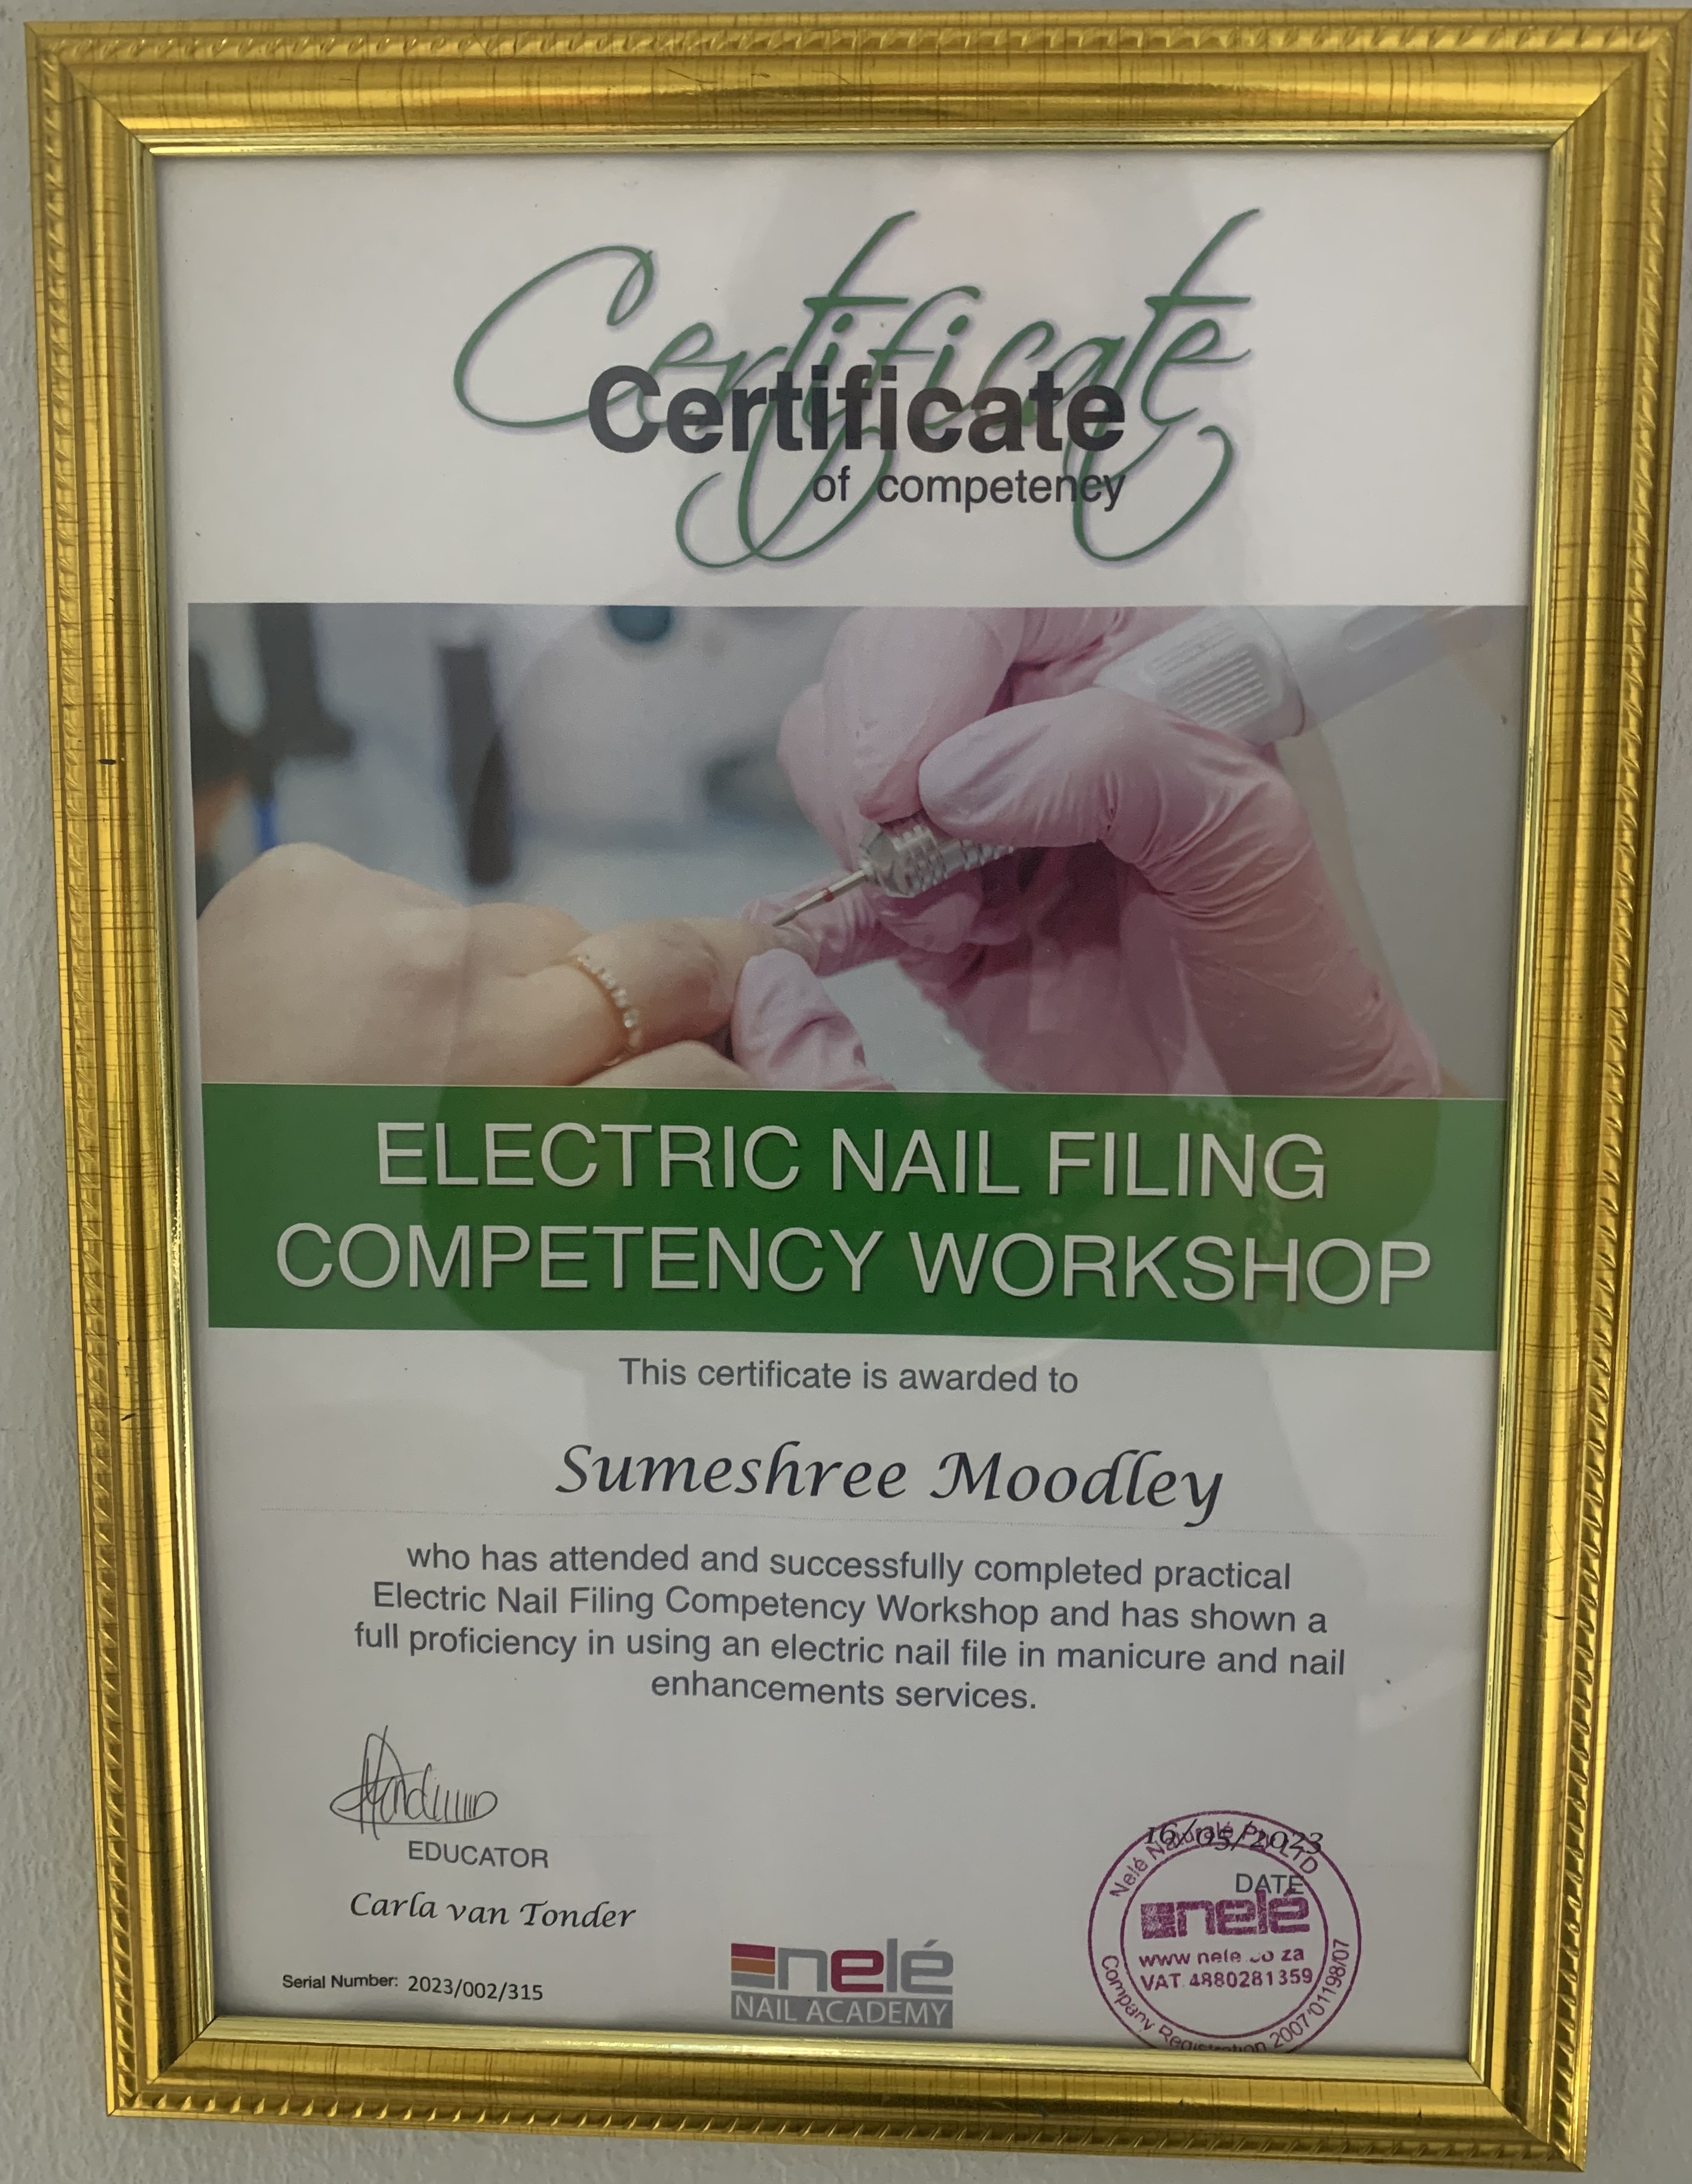 Certificate
Certificate
of competency
ELECTRIC NAIL FILING
COMPETENCY WORKSHOP
This certificate is awarded to
Sumeshree Moodley
who has attended and successfully completed practical
Electric Nail Filing Competency Workshop and has shown a
full proficiency in using an electric nail file in manicure and nail
enhancements services.
EDUCATOR
Carla van Tonder
Serial Number: 2023/002/315
nelé
NAIL ACADEMY
16/05/2023
DATE
Nelé Naturalé Pty LTD
nelé
www nele co za
VAT 4880281359
Company Registration 2007/01198/07